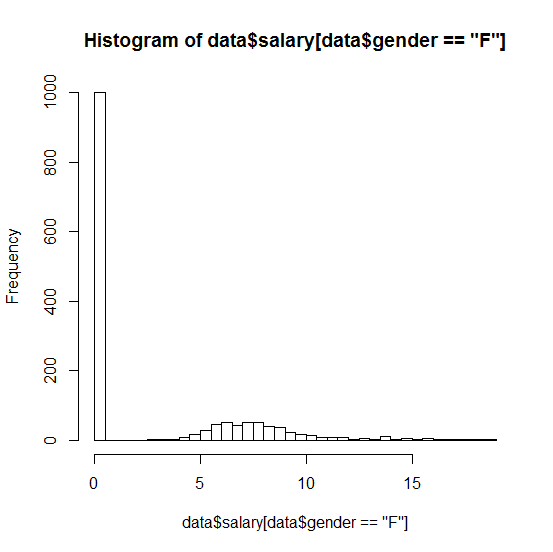 Histogram of data$salary[data$gender == "F"]
Frequency
1000
800
600
400
200
0
0 5 10 15
data$salary[data$gender == "F"]